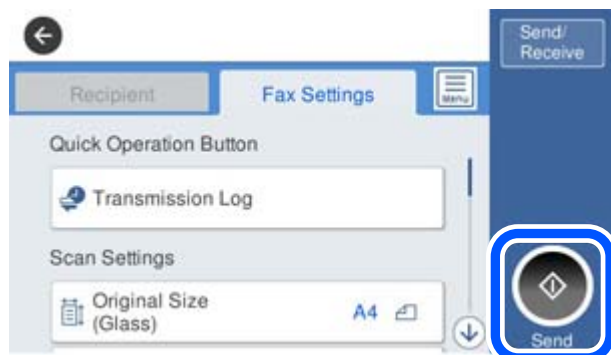 Send/
Receive
Recipient
Fax Settings
Menu
Quick Operation Button
Transmission Log
Scan Settings
Original Size
(Glass)
A4
Send